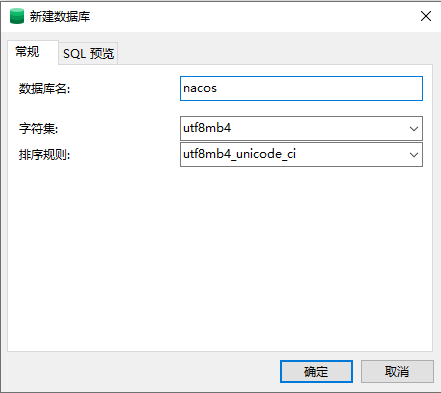 新建数据库
常规 SQL 预览
数据库名: nacos
字符集: utf8mb4
排序规则: utf8mb4_unicode_ci
确定 取消